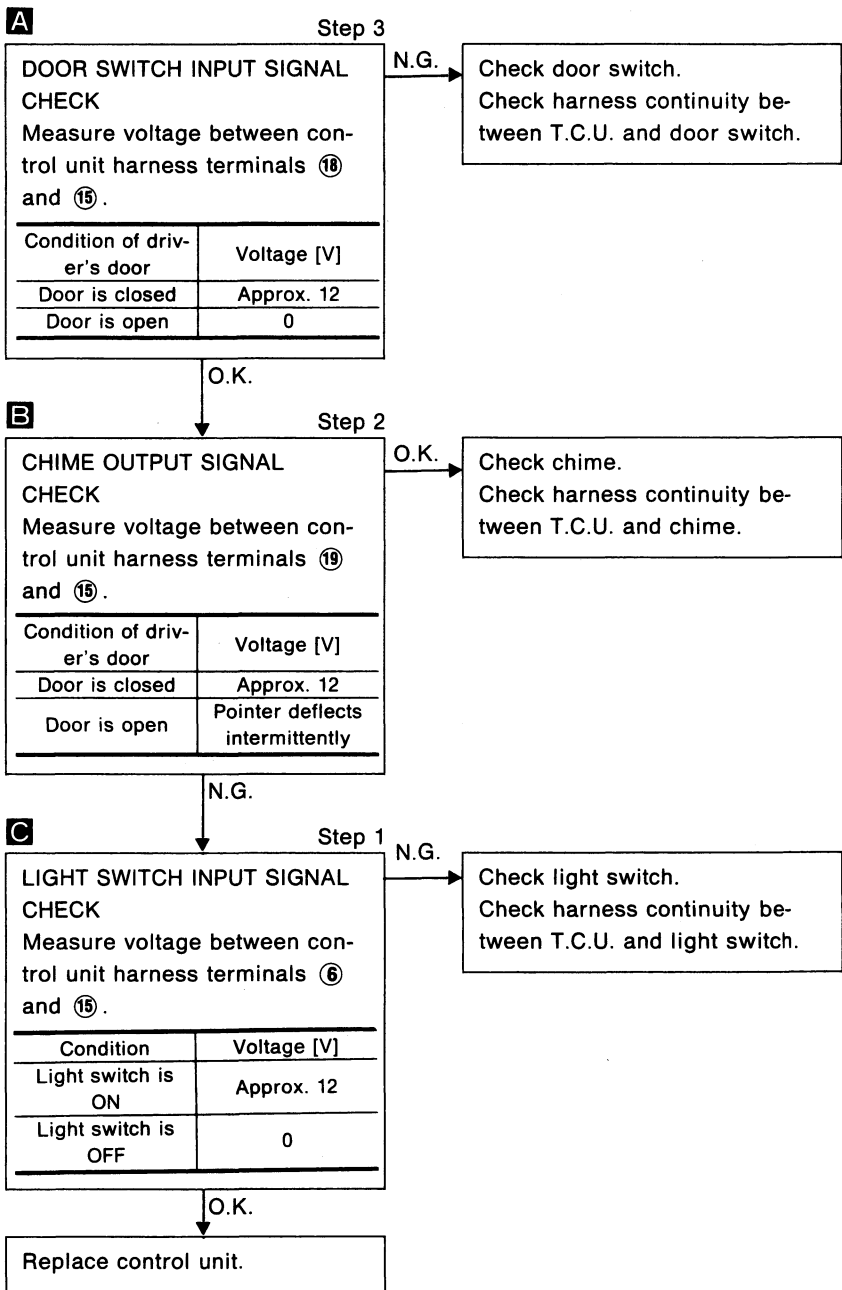 A
Step 3
DOOR SWITCH INPUT SIGNAL
CHECK
Measure voltage between con-
trol unit harness terminals ⑱
and ⑮.
Condition of driv-
er's door
Voltage [V]
Door is closed
Approx. 12
Door is open
0
N.G.
Check door switch.
Check harness continuity be-
tween T.C.U. and door switch.
O.K.
B
Step 2
CHIME OUTPUT SIGNAL
CHECK
Measure voltage between con-
trol unit harness terminals ⑲
and ⑮.
Condition of driv-
er's door
Voltage [V]
Door is closed
Approx. 12
Door is open
Pointer deflects
intermittently
O.K.
Check chime.
Check harness continuity be-
tween T.C.U. and chime.
N.G.
C
Step 1
LIGHT SWITCH INPUT SIGNAL
CHECK
Measure voltage between con-
trol unit harness terminals ⑥
and ⑮.
Condition
Voltage [V]
Light switch is
ON
Approx. 12
Light switch is
OFF
0
N.G.
Check light switch.
Check harness continuity be-
tween T.C.U. and light switch.
O.K.
Replace control unit.